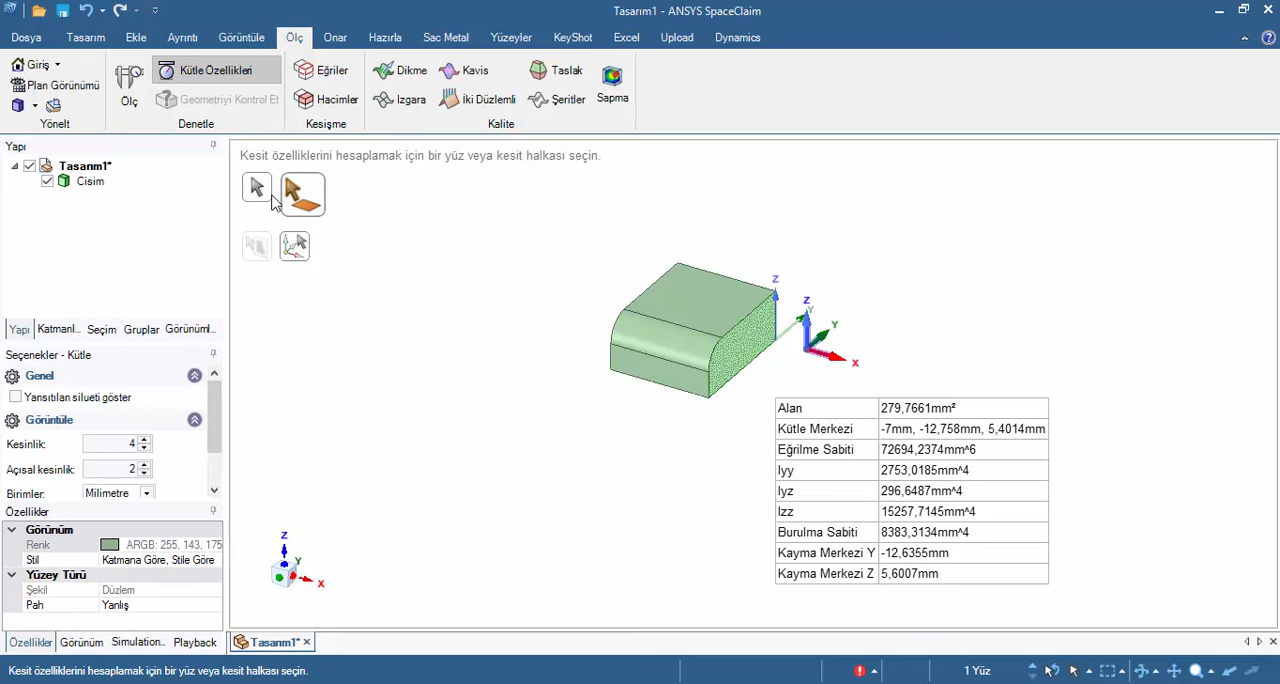 Tasarım1 - ANSYS SpaceClaim
Dosya Tasarım Ekle Ayrıntı Görüntüle Ölç Onar Hazırla Sac Metal Yüzeyler KeyShot Excel Upload Dynamics
Giriş
Plan Görünümü
Yönelt
Ölç
Kütle Özellikleri
Geometriyi Kontrol Et
Denetle
Eğriler
Hacimler
Kesişme
Dikme Kavis Taslak
Izgara İki Düzlemli Şeritler
Sapma
Kalite
Yapı
Tasarım1*
Cisim
Yapı Katmanl... Seçim Gruplar Görünüml...
Seçenekler - Kütle
Genel
Yansıtılan silueti göster
Görüntüle
Kesinlik: 4
Açısal kesinlik: 2
Birimler: Milimetre
Özellikler
Görünüm
Renk ARGB: 255, 143, 175
Stil Katmana Göre, Stile Göre
Yüzey Türü
Şekil Düzlem
Pah Yanlış
Özellikler Görünüm Simulation... Playback
Kesit özelliklerini hesaplamak için bir yüz veya kesit halkası seçin.
Z
Y
Z
Y
X
Alan 279,7661mm²
Kütle Merkezi -7mm, -12,758mm, 5,4014mm
Eğrilme Sabiti 72694,2374mm^6
Iyy 2753,0185mm^4
Iyz 296,6487mm^4
Izz 15257,7145mm^4
Burulma Sabiti 8383,3134mm^4
Kayma Merkezi Y -12,6355mm
Kayma Merkezi Z 5,6007mm
Z
Y
X
Tasarım1*
Kesit özelliklerini hesaplamak için bir yüz veya kesit halkası seçin.
1 Yüz